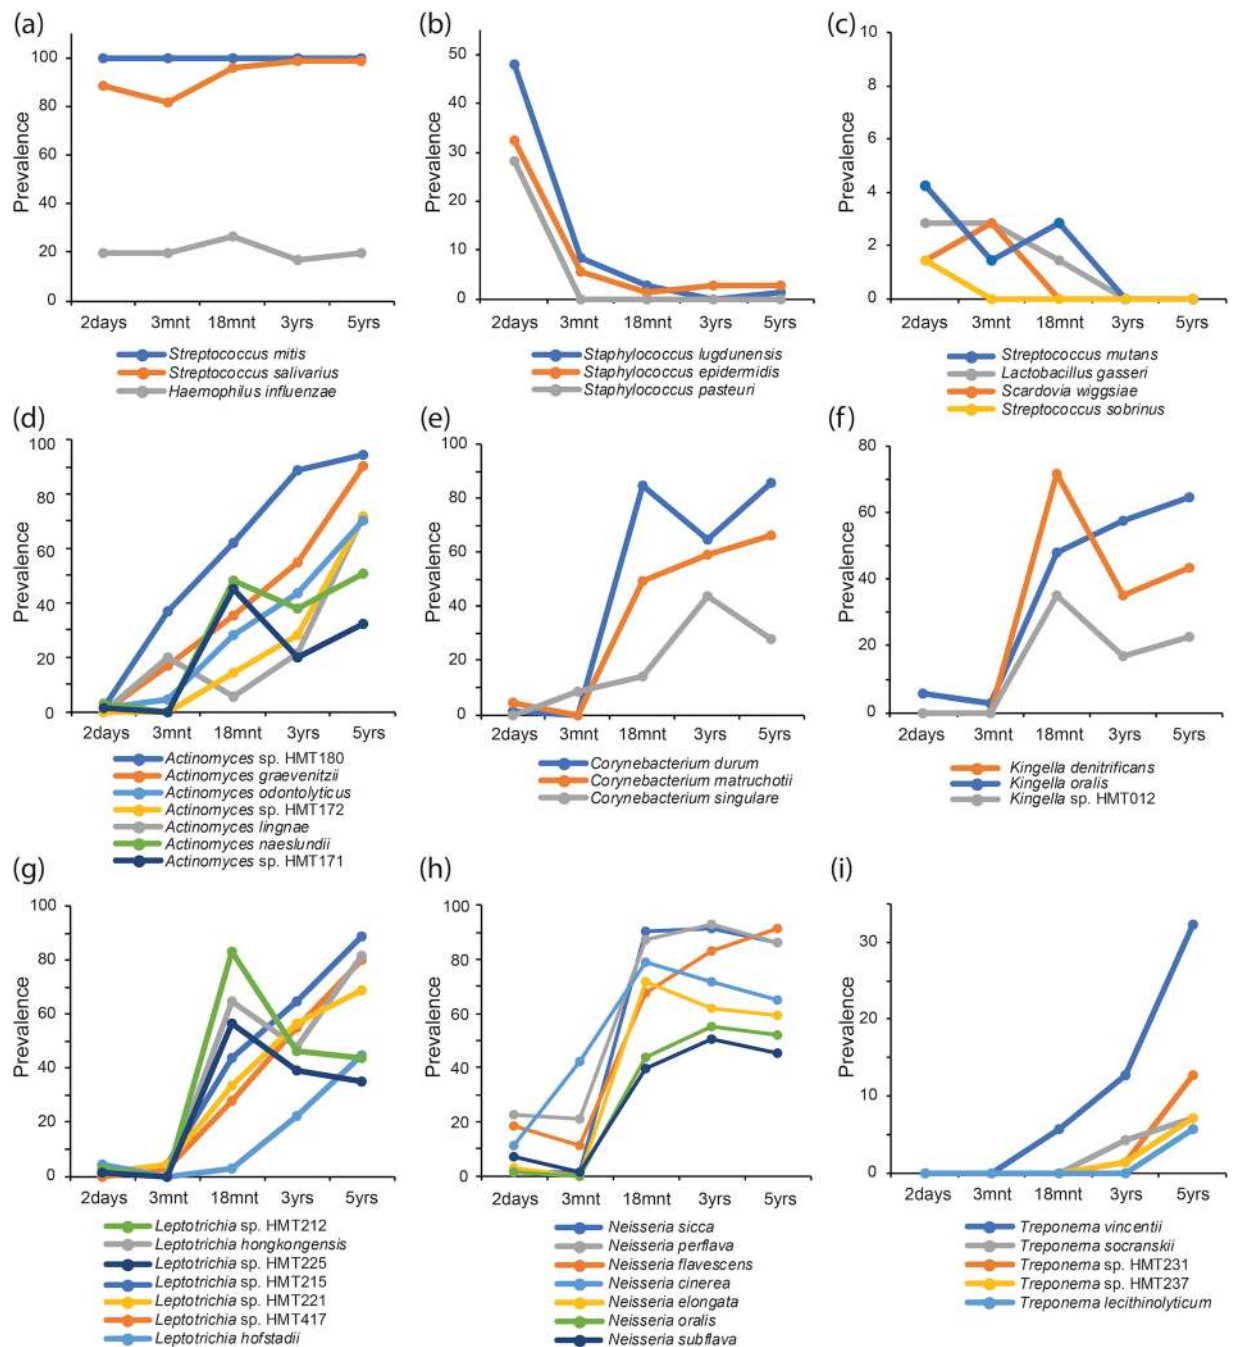 (a)
100
80
60
40
20
0
Prevalence
2days 3mnt 18mnt 3yrs 5yrs
Streptococcus mitis
Streptococcus salivarius
Haemophilus influenzae
(b)
50
40
30
20
10
0
Prevalence
2days 3mnt 18mnt 3yrs 5yrs
Staphylococcus lugdunensis
Staphylococcus epidermidis
Staphylococcus pasteuri
(c)
10
8
6
4
2
0
Prevalence
2days 3mnt 18mnt 3yrs 5yrs
Streptococcus mutans
Lactobacillus gasseri
Scardovia wiggsiae
Streptococcus sobrinus
(d)
100
80
60
40
20
0
Prevalence
2days 3mnt 18mnt 3yrs 5yrs
Actinomyces sp. HMT180
Actinomyces graevenitzii
Actinomyces odontolyticus
Actinomyces sp. HMT172
Actinomyces lingnae
Actinomyces naeslundii
Actinomyces sp. HMT171
(e)
100
80
60
40
20
0
Prevalence
2days 3mnt 18mnt 3yrs 5yrs
Corynebacterium durum
Corynebacterium matruchotii
Corynebacterium singulare
(f)
80
60
40
20
0
Prevalence
2days 3mnt 18mnt 3yrs 5yrs
Kingella denitrificans
Kingella oralis
Kingella sp. HMT012
(g)
100
80
60
40
20
0
Prevalence
2days 3mnt 18mnt 3yrs 5yrs
Leptotrichia sp. HMT212
Leptotrichia hongkongensis
Leptotrichia sp. HMT225
Leptotrichia sp. HMT215
Leptotrichia sp. HMT221
Leptotrichia sp. HMT417
Leptotrichia hofstadii
(h)
100
80
60
40
20
0
Prevalence
2days 3mnt 18mnt 3yrs 5yrs
Neisseria sicca
Neisseria perflava
Neisseria flavescens
Neisseria cinerea
Neisseria elongata
Neisseria oralis
Neisseria subflava
(i)
30
20
10
0
Prevalence
2days 3mnt 18mnt 3yrs 5yrs
Treponema vincentii
Treponema socranskii
Treponema sp. HMT231
Treponema sp. HMT237
Treponema lecithinolyticum